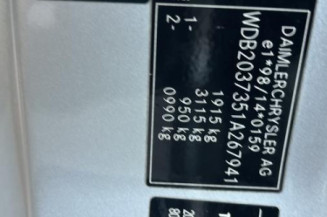 DAIMLERCHRYSLER AG
e1*98/14*0159
WDB2037351A267941
1915 kg
3115 kg
1- 950 kg
2- 0990 kg